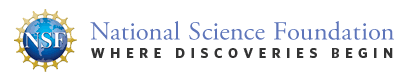 NSF
National Science Foundation
WHERE DISCOVERIES BEGIN